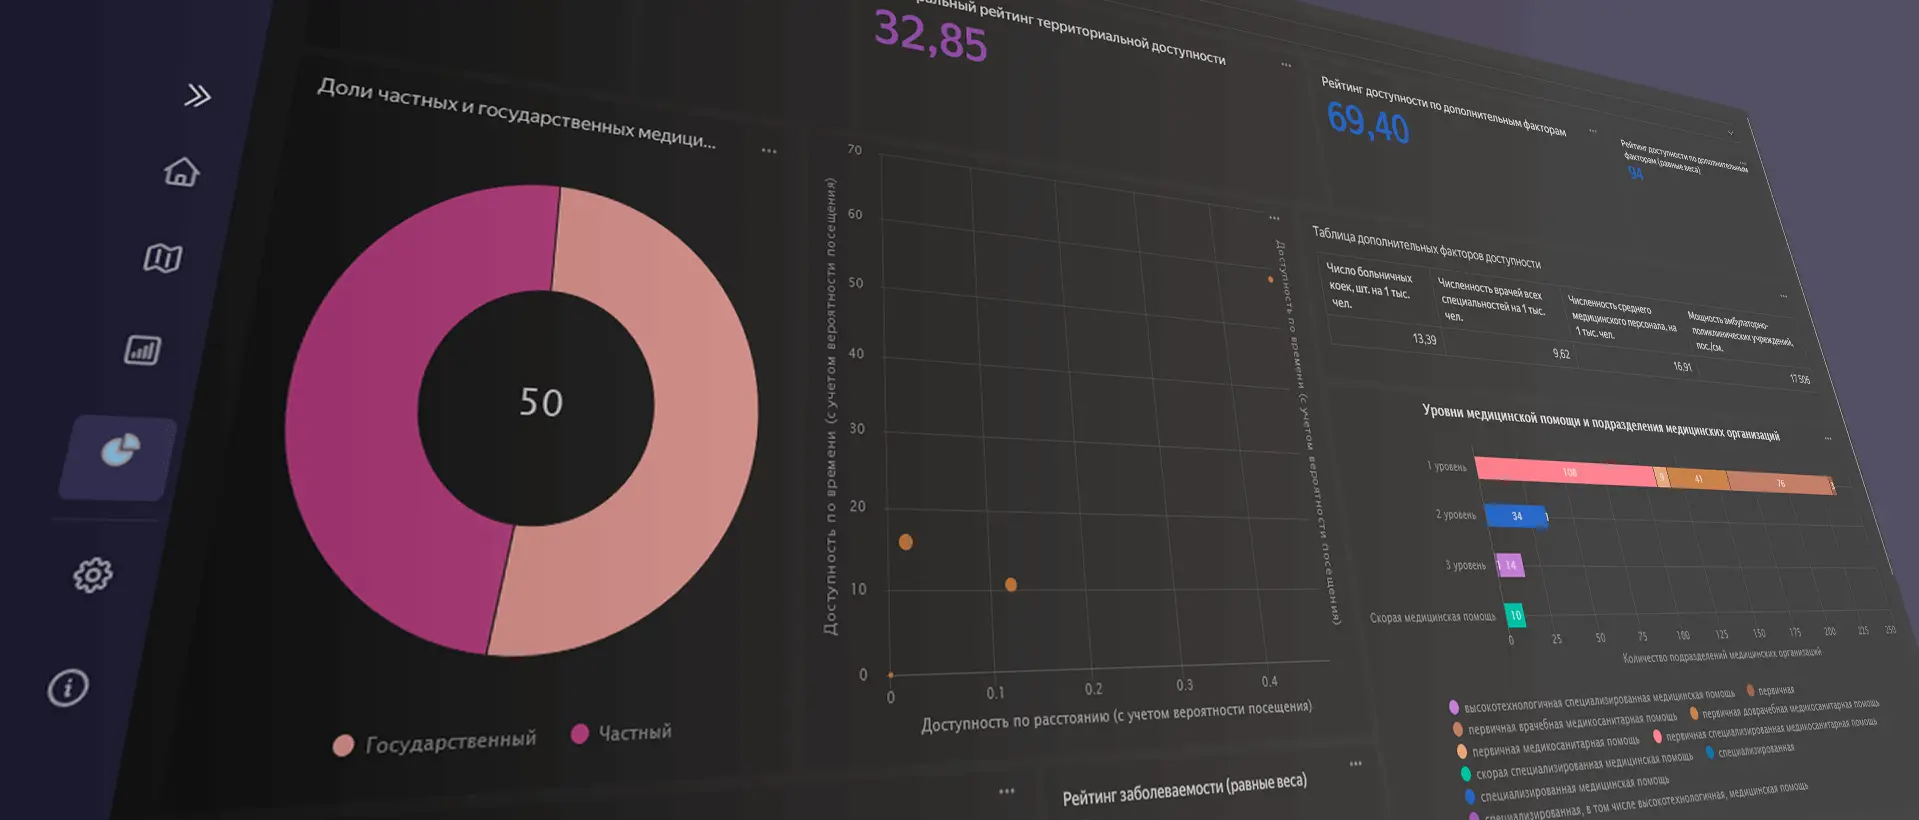 рейтинг территориальной доступности
32,85
Доли частных и государственных медици...
Рейтинг доступности по дополнительным факторам
69,40
Рейтинг доступности по дополнительным
факторам (равные веса)
94
50
Государственный
Частный
Доступность по времени (с учетом вероятности посещения)
70
60
50
40
30
20
10
0
0
0.1
0.2
0.3
0.4
Доступность по расстоянию (с учетом вероятности посещения)
Доступность по времени (с учетом вероятности посещения)
Таблица дополнительных факторов доступности
Число больничных
коек, шт. на 1 тыс.
чел.
Численность врачей всех
специальностей на 1 тыс.
чел.
Численность среднего
медицинского персонала, на
1 тыс. чел.
Мощность амбулаторно-
поликлинических учреждений,
пос./см.
13,39
9,62
16,91
17 506
Уровни медицинской помощи и подразделения медицинских организаций
1 уровень
108
9
41
76
2 уровень
34
1
3 уровень
1
14
Скорая медицинская помощь
10
0
25
50
75
100
125
150
175
200
225
250
Количество подразделений медицинских организаций
высокотехнологичная специализированная медицинская помощь
первичная
первичная врачебная медикосанитарная помощь
первичная доврачебная медикосанитарная помощь
первичная медикосанитарная помощь
первичная специализированная медикосанитарная помощь
скорая специализированная медицинская помощь
специализированная
специализированная медицинская помощь
специализированная, в том числе высокотехнологичная, медицинская помощь
Рейтинг заболеваемости (равные веса)